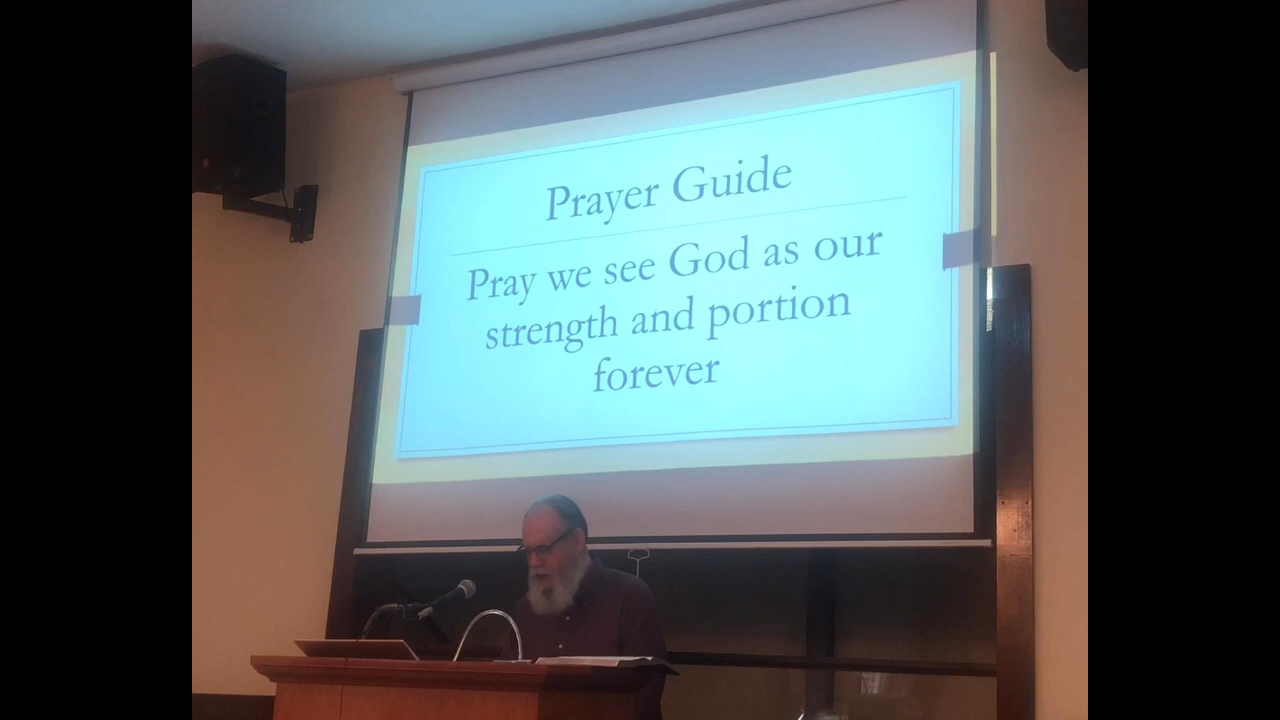 Prayer Guide
Pray we see God as our
strength and portion
forever